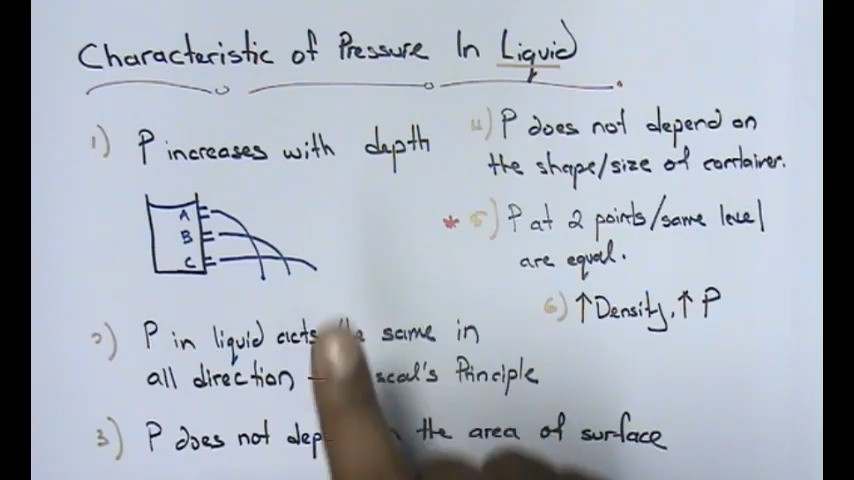 Characteristic of Pressure In Liquid
1) P increases with depth
A
B
C
2) P in liquid acts the same in
all direction – scal's Principle
3) P does not dep the area of surface
4) P does not depend on
the shape/size of container.
* 5) P at 2 points/same level
are equal.
6) ↑Density, ↑ P